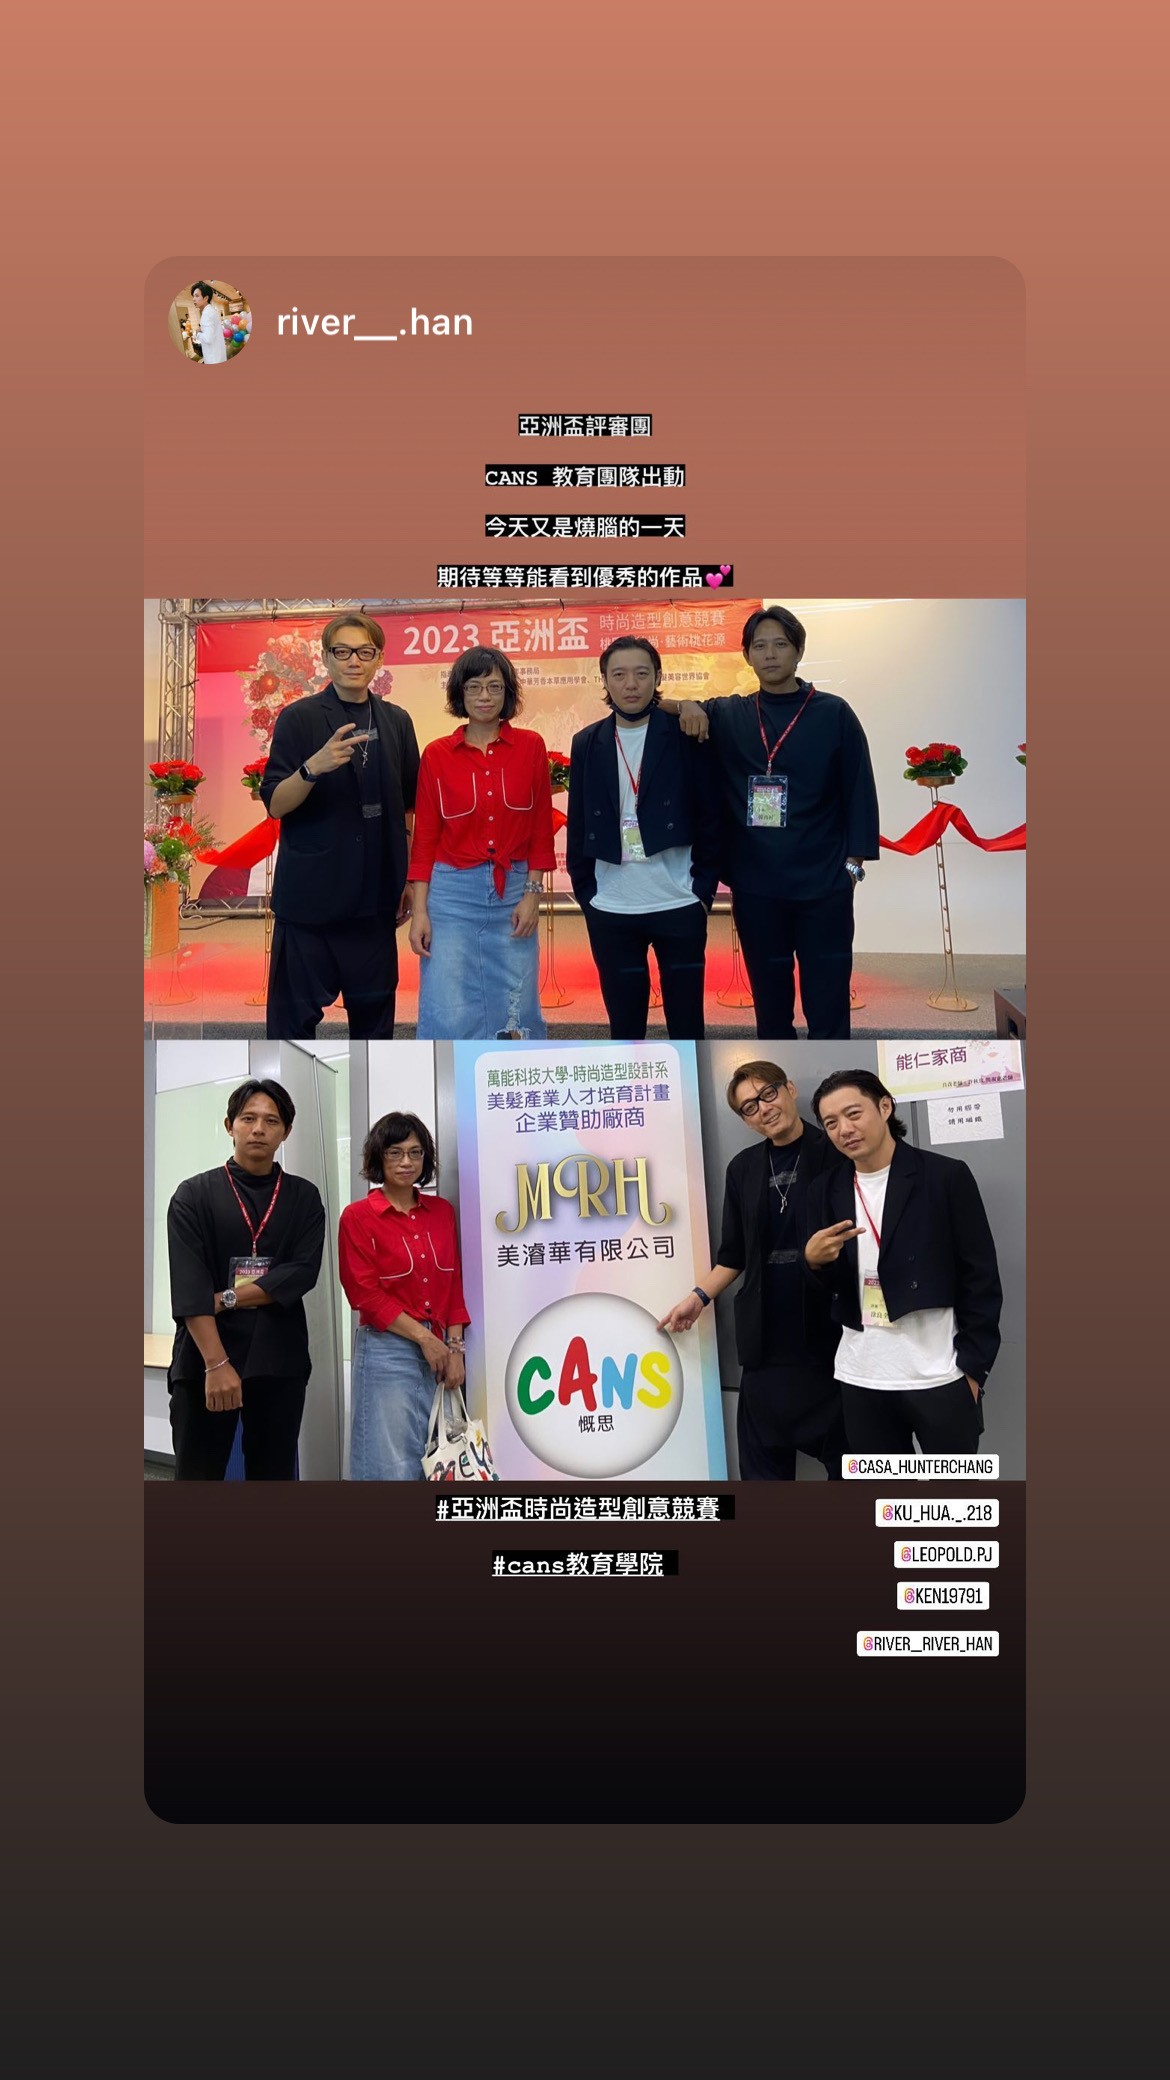 river__.han
亞洲盃評審團
CANS 教育團隊出動
今天又是燒腦的一天
期待等等能看到優秀的作品💕
2023 亞洲盃
時尚造型創意競賽
萬能科技大學-時尚造型設計系
美髮產業人才培育計畫
企業贊助廠商
MRH
美濬華有限公司
CANS
慨思
能仁家商
@CASA_HUNTERCHANG
#亞洲盃時尚造型創意競賽
@KU_HUA._.218
@LEOPOLD.PJ
#cans教育學院
@KEN19791
@RIVER__RIVER_HAN